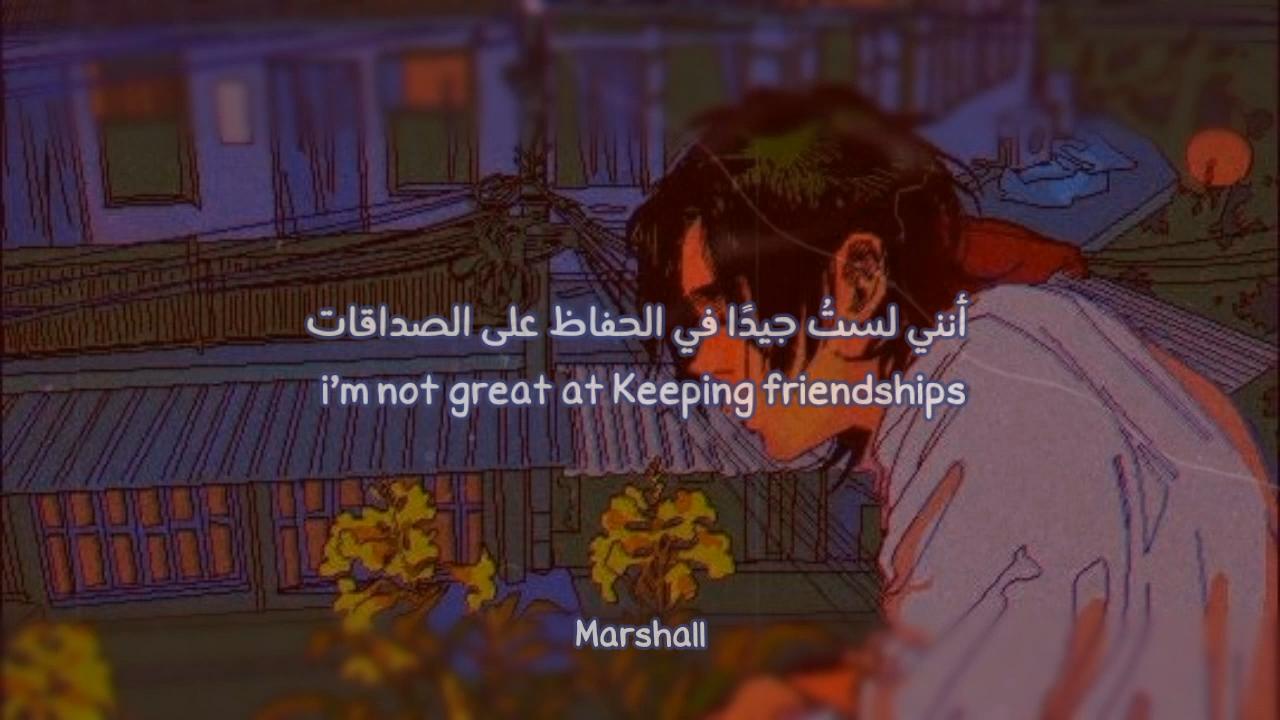 أنني لستُ جيدًا في الحفاظ على الصداقات
i'm not great at Keeping friendships
Marshall